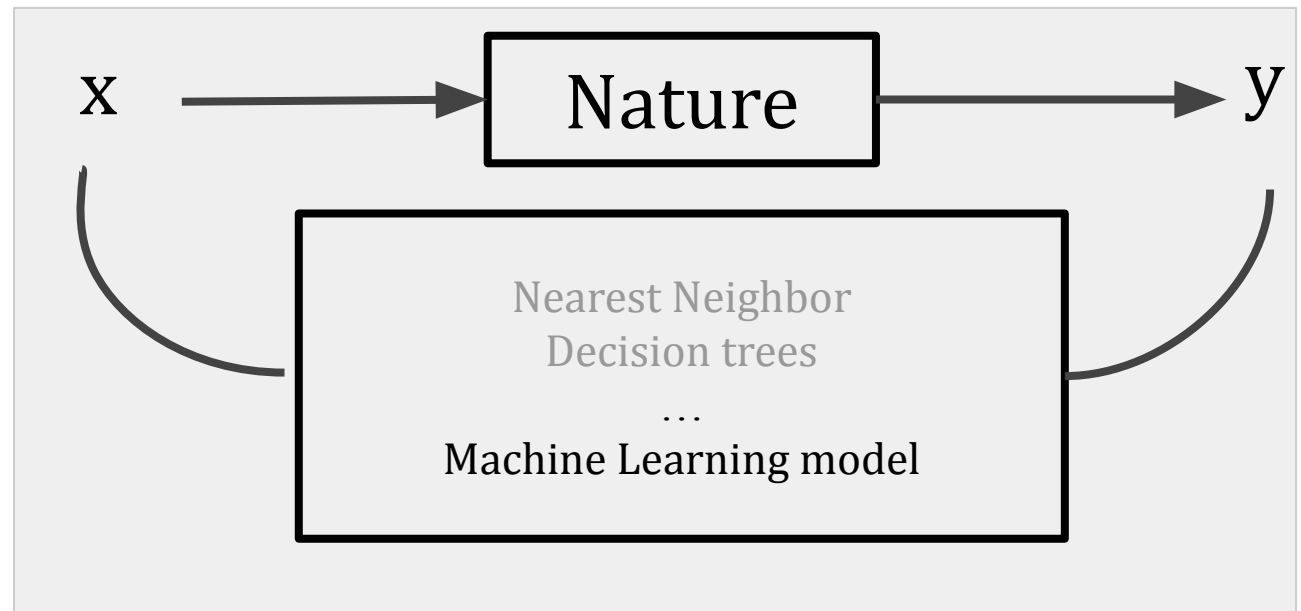 x
Nature
y
Nearest Neighbor
Decision trees
...
Machine Learning model